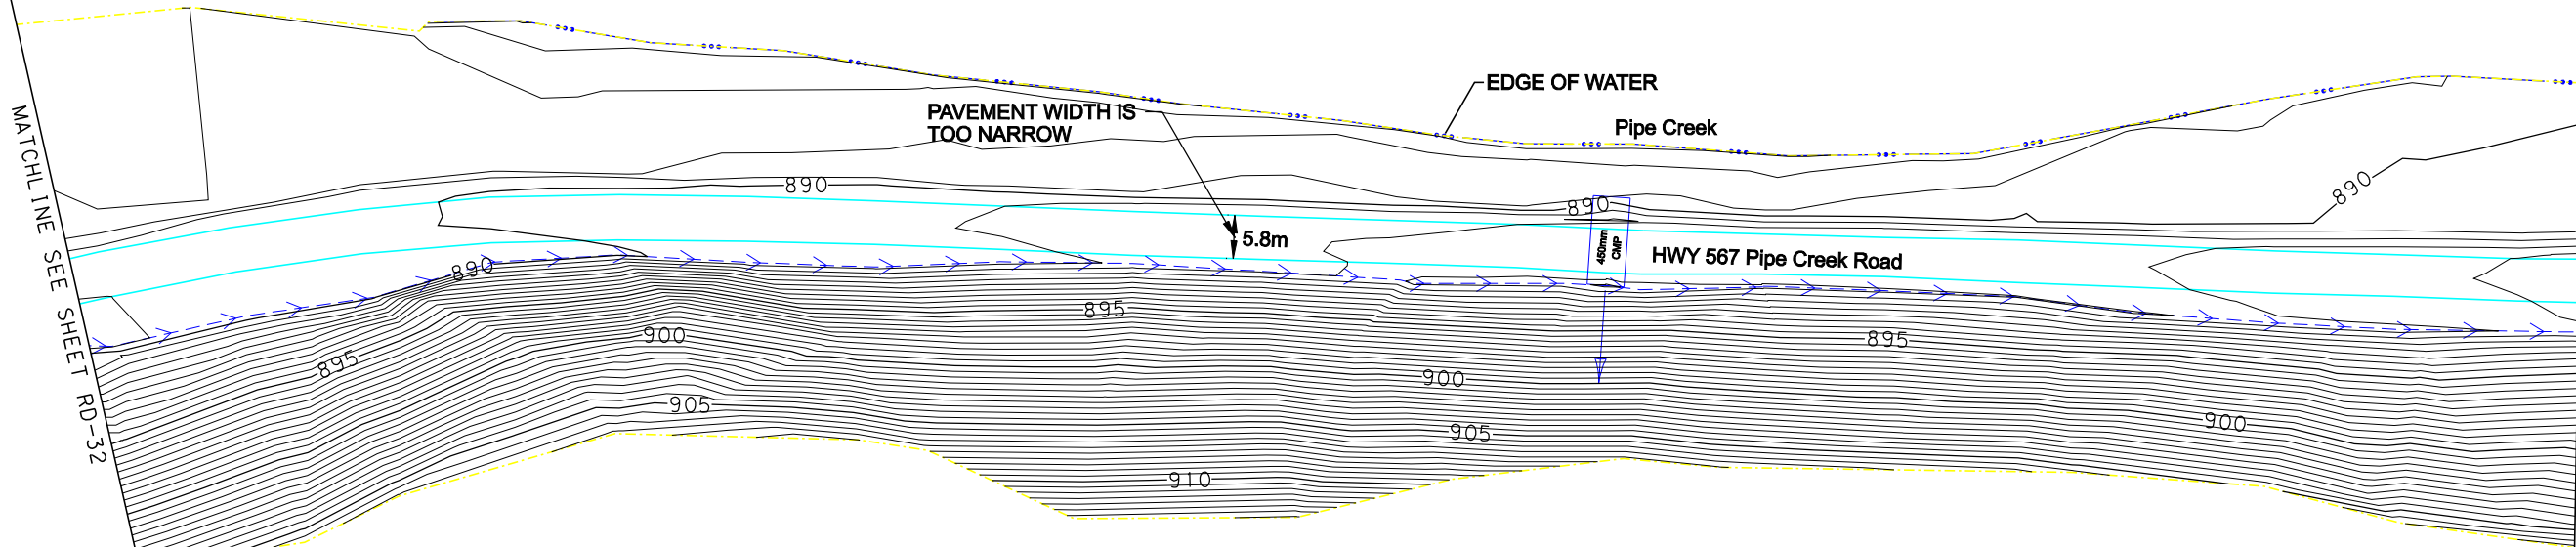 EDGE OF WATER
PAVEMENT WIDTH IS
TOO NARROW
Pipe Creek
MATCHLINE SEE SHEET RD-32
890
890
890
5.8m
450mm
CMP
HWY 567 Pipe Creek Road
890
895
895
900
895
900
905
900
905
910